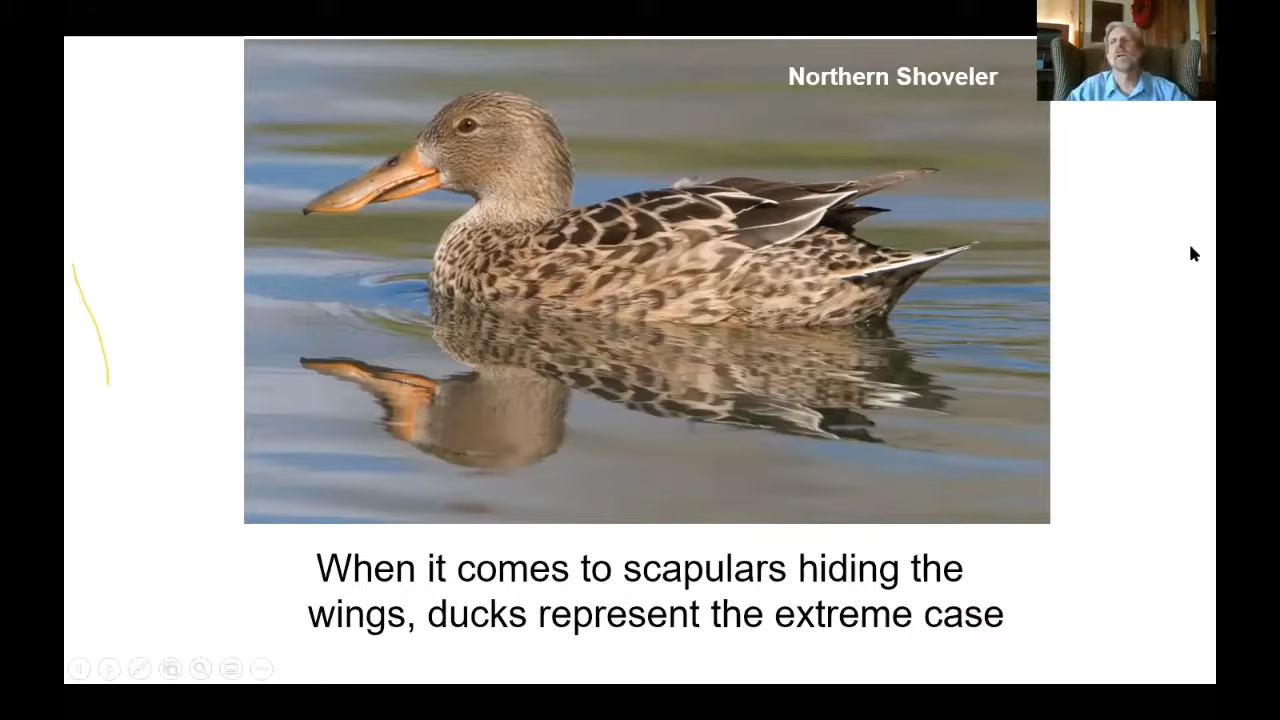 Northern Shoveler
When it comes to scapulars hiding the
wings, ducks represent the extreme case